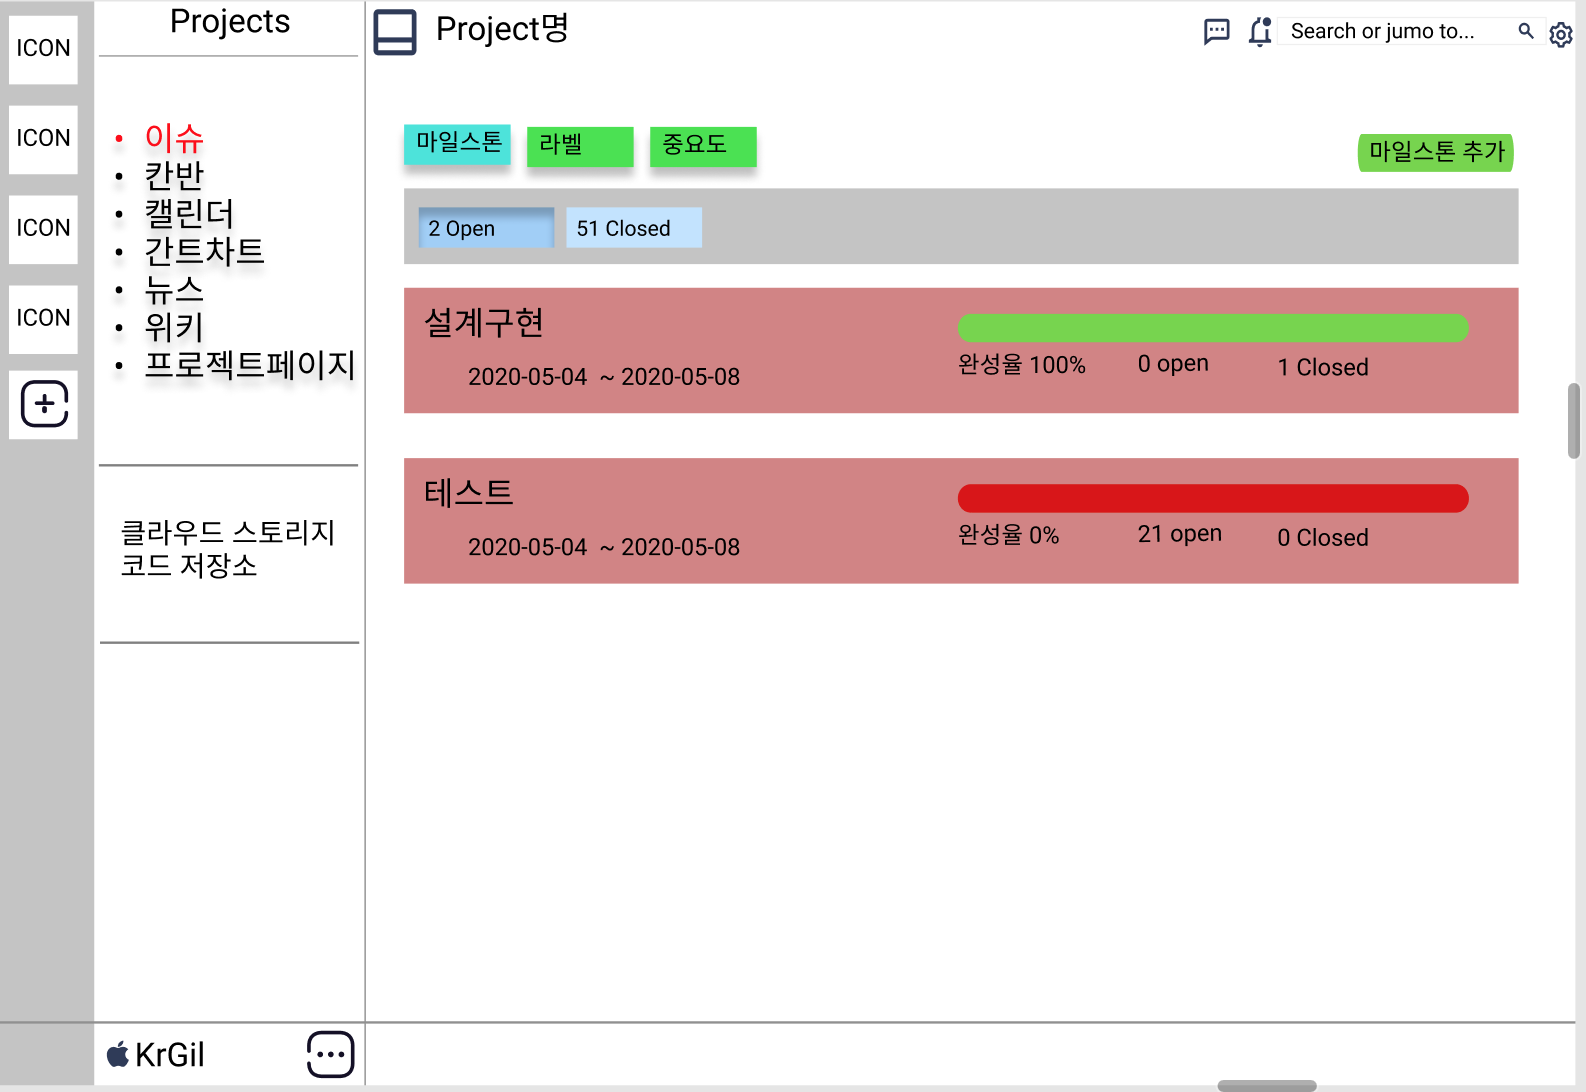 ICON
ICON
ICON
ICON
Projects
• 이슈
• 칸반
• 캘린더
• 간트차트
• 뉴스
• 위키
• 프로젝트페이지
클라우드 스토리지
코드 저장소
KrGil
Project명
Search or jumo to...
마일스톤
라벨
중요도
마일스톤 추가
2 Open
51 Closed
설계구현
2020-05-04 ~ 2020-05-08
완성율 100%
0 open
1 Closed
테스트
2020-05-04 ~ 2020-05-08
완성율 0%
21 open
0 Closed